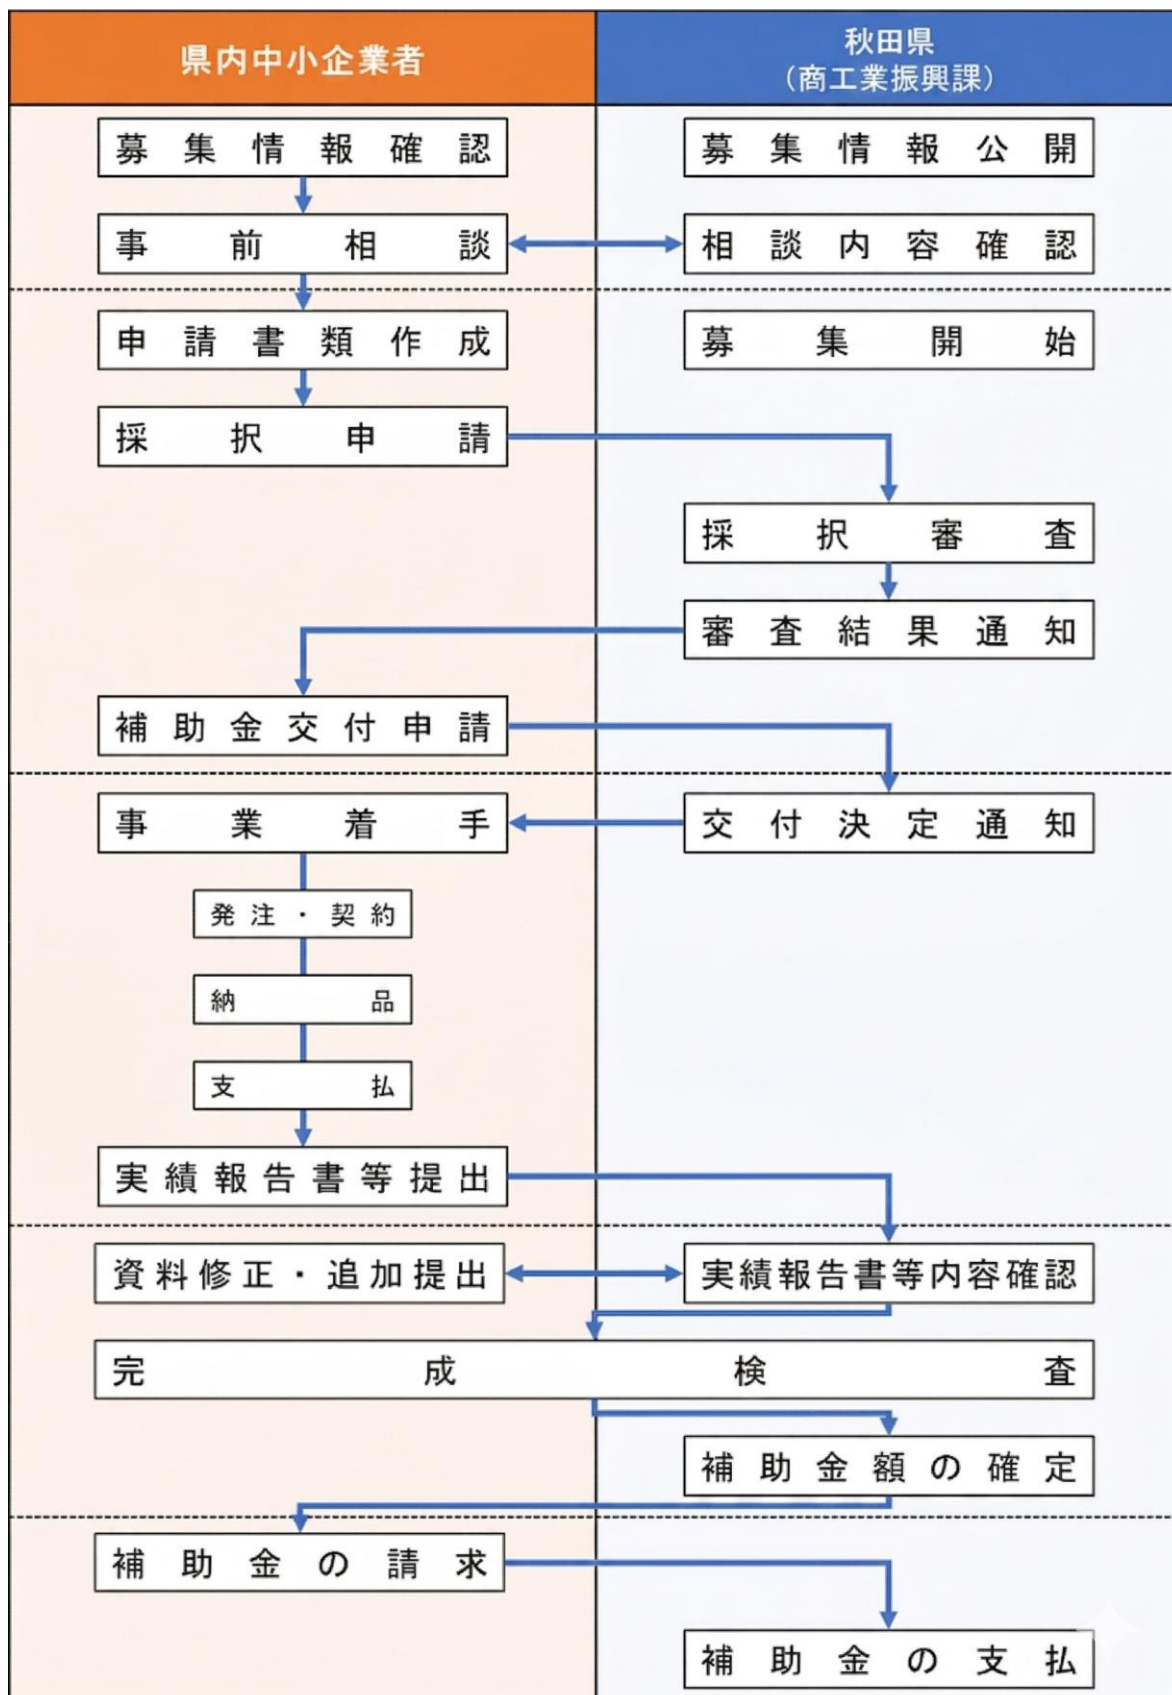 県内中小企業者
秋田県
(商工業振興課)
募集情報確認
募集情報公開
事前相談
相談内容確認
申請書類作成
募集開始
採択申請
採択審査
審査結果通知
補助金交付申請
事業着手
交付決定通知
発注・契約
納品
支払
実績報告書等提出
資料修正・追加提出
実績報告書等内容確認
完成検査
補助金額の確定
補助金の請求
補助金の支払